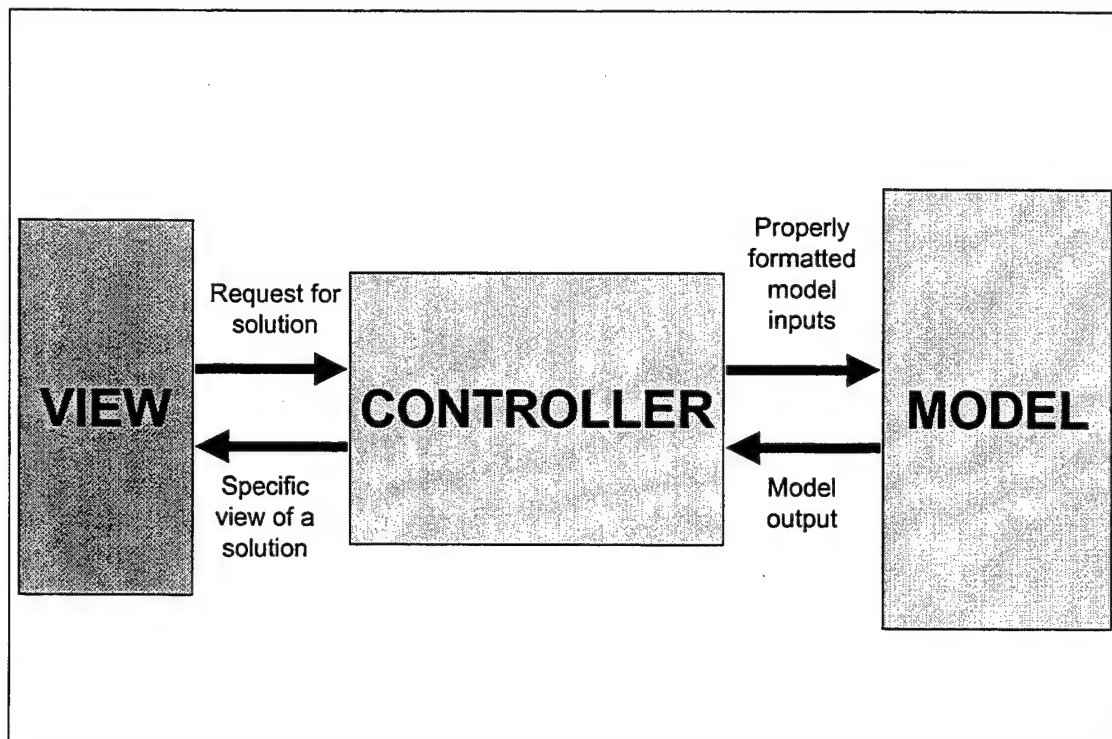 VIEW
Request for
solution
Specific
view of a
solution
CONTROLLER
Properly
formatted
model
inputs
Model
output
MODEL